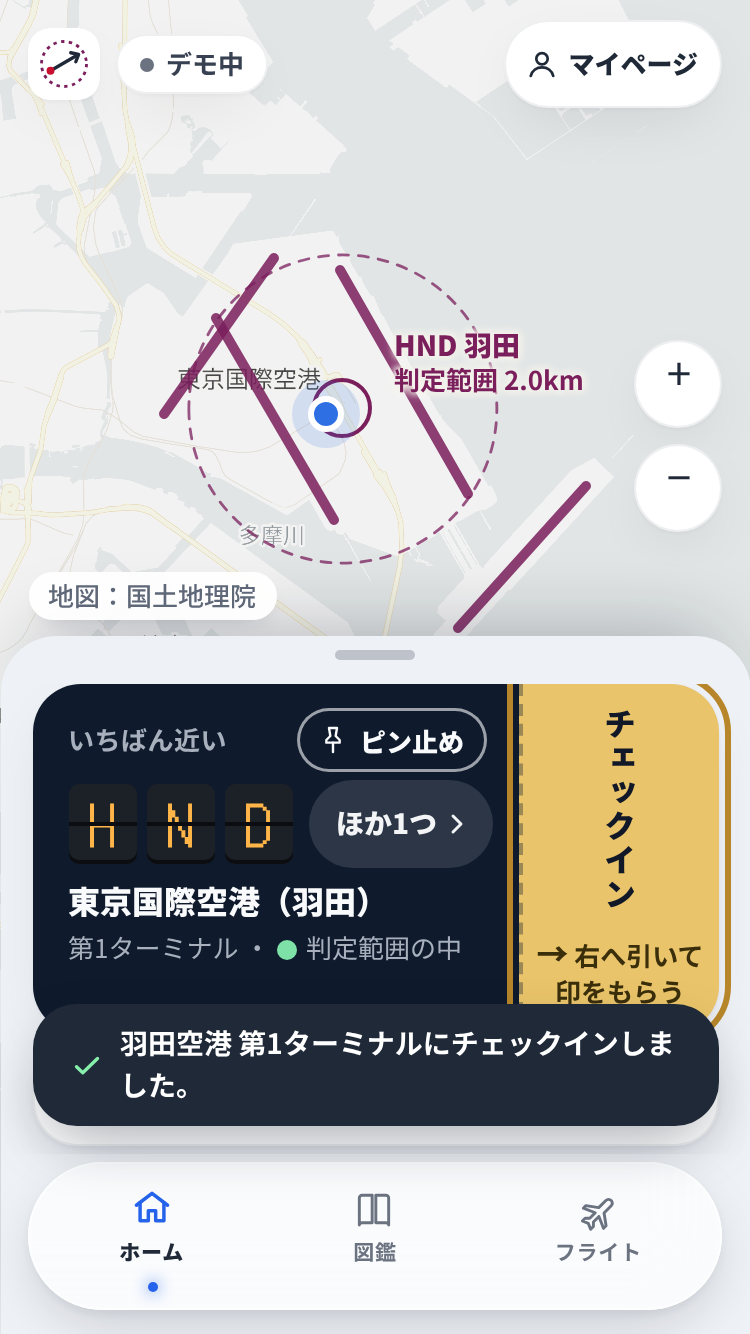 デモ中
マイページ
HND 羽田
判定範囲 2.0km
東京国際空港
多摩川
+
−
地図：国土地理院
いちばん近い
ピン止め
HND
ほか1つ
東京国際空港（羽田）
第1ターミナル ・ 判定範囲の中
チェックイン
→ 右へ引いて
印をもらう
羽田空港 第1ターミナルにチェックインしま
した。
ホーム
図鑑
フライト